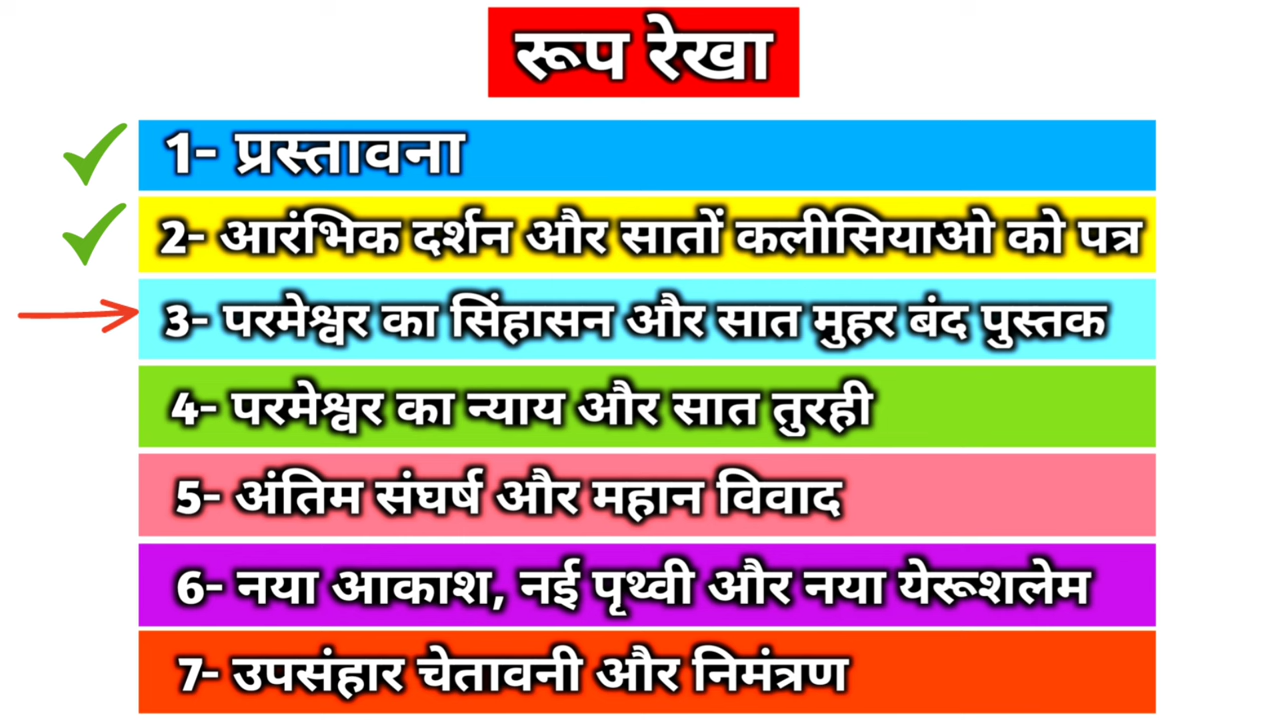 रूप रेखा
1- प्रस्तावना
2- आरंभिक दर्शन और सातों कलीसियाओ को पत्र
3- परमेश्वर का सिंहासन और सात मुहर बंद पुस्तक
4- परमेश्वर का न्याय और सात तुरही
5- अंतिम संघर्ष और महान विवाद
6- नया आकाश, नई पृथ्वी और नया येरूशलेम
7- उपसंहार चेतावनी और निमंत्रण